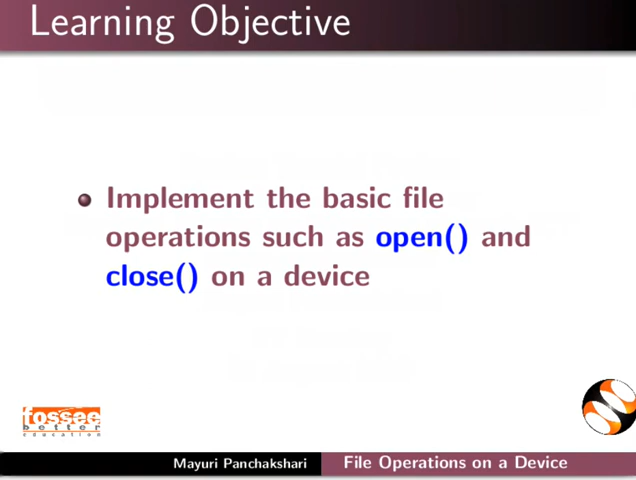 Learning Objective
Implement the basic file
operations such as open() and
close() on a device
fossee
better
education
Mayuri Panchakshari File Operations on a Device